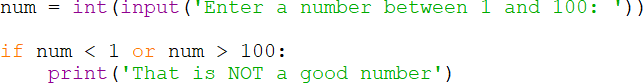 num = int(input('Enter a number between 1 and 100: '))
if num < 1 or num > 100:
    print('That is NOT a good number')